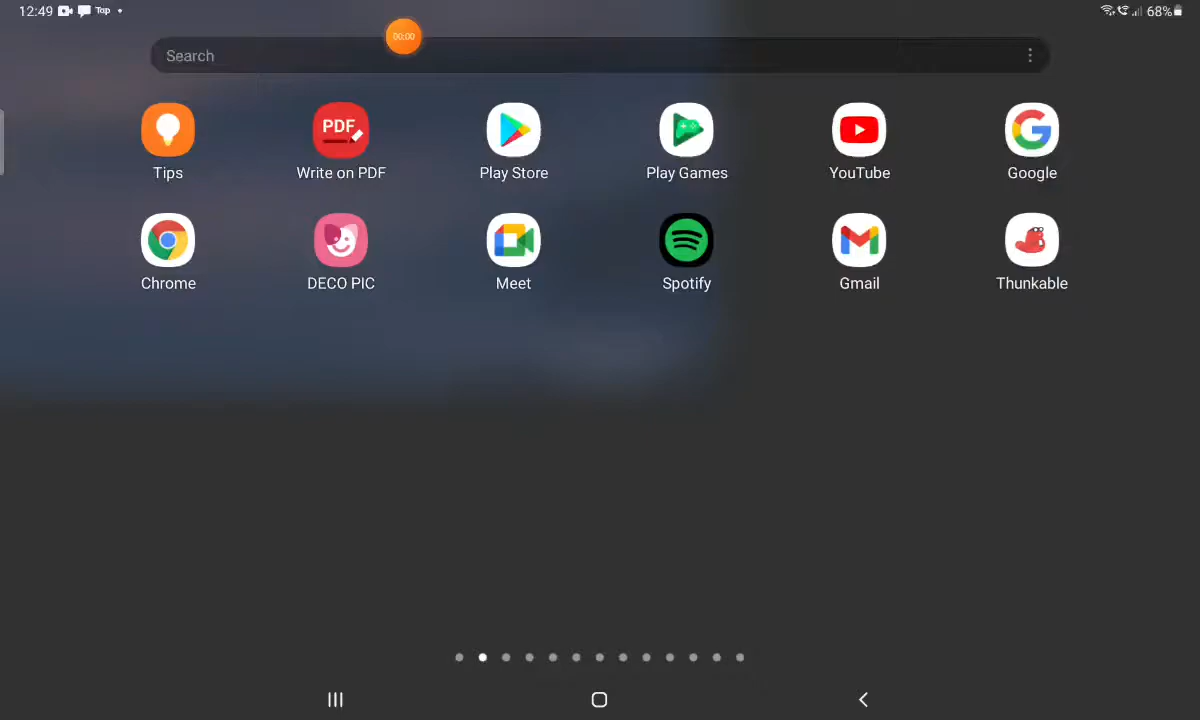 12:49 Tap 68%
00:00
Search
PDF
Tips Write on PDF Play Store Play Games YouTube Google
Chrome DECO PIC Meet Spotify Gmail Thunkable